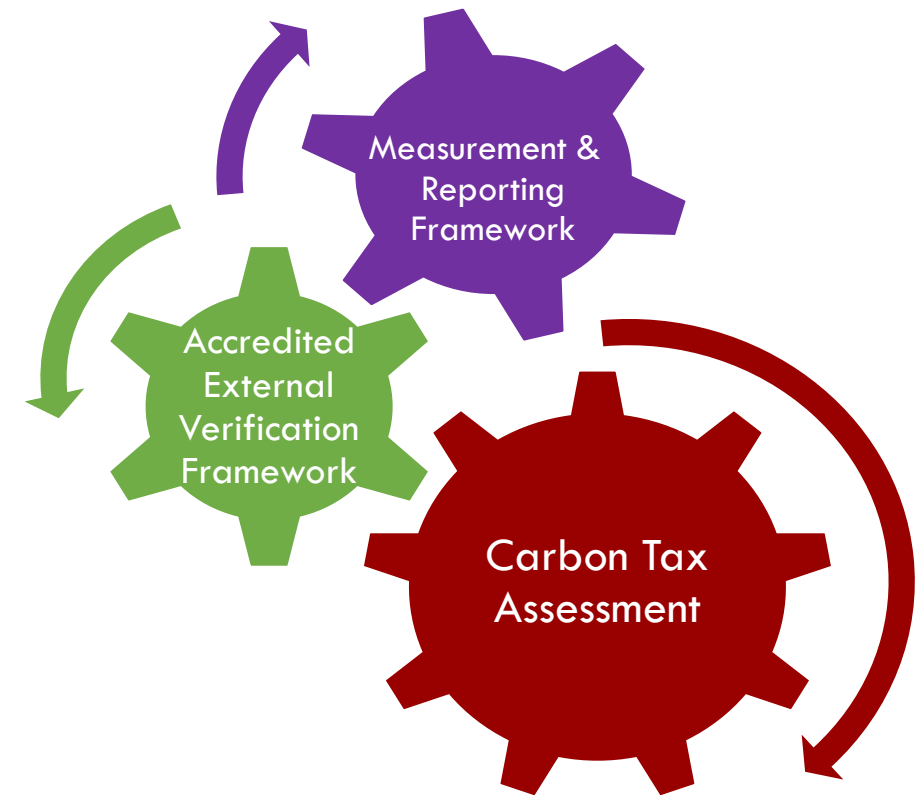 Measurement &
Reporting
Framework
Accredited
External
Verification
Framework
Carbon Tax
Assessment